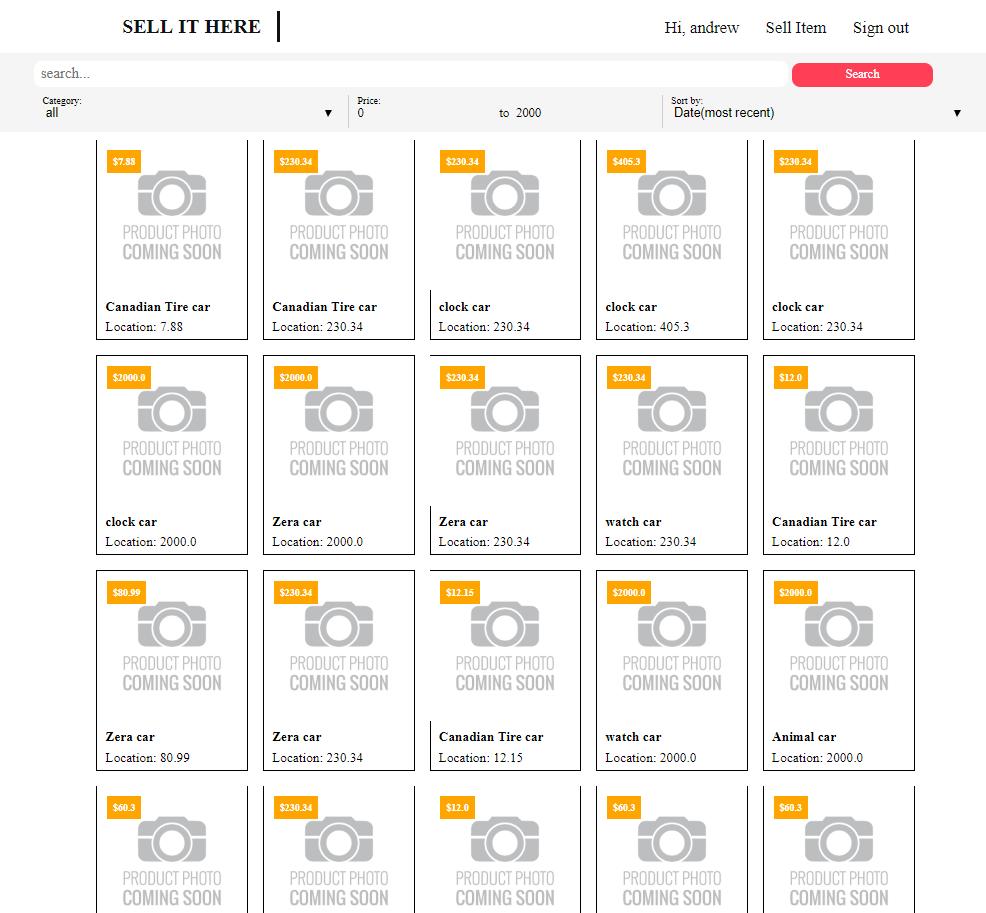 SELL IT HERE
Hi, andrew Sell Item Sign out
search... Search
Category: Price: Sort by:
all ▼ 0 to 2000 Date(most recent) ▼
$7.88 $230.34 $230.34 $405.3 $230.34
PRODUCT PHOTO PRODUCT PHOTO PRODUCT PHOTO PRODUCT PHOTO PRODUCT PHOTO
COMING SOON COMING SOON COMING SOON COMING SOON COMING SOON
Canadian Tire car Canadian Tire car clock car clock car clock car
Location: 7.88 Location: 230.34 Location: 230.34 Location: 405.3 Location: 230.34
$2000.0 $2000.0 $230.34 $230.34 $12.0
PRODUCT PHOTO PRODUCT PHOTO PRODUCT PHOTO PRODUCT PHOTO PRODUCT PHOTO
COMING SOON COMING SOON COMING SOON COMING SOON COMING SOON
clock car Zera car Zera car watch car Canadian Tire car
Location: 2000.0 Location: 2000.0 Location: 230.34 Location: 230.34 Location: 12.0
$80.99 $230.34 $12.15 $2000.0 $2000.0
PRODUCT PHOTO PRODUCT PHOTO PRODUCT PHOTO PRODUCT PHOTO PRODUCT PHOTO
COMING SOON COMING SOON COMING SOON COMING SOON COMING SOON
Zera car Zera car Canadian Tire car watch car Animal car
Location: 80.99 Location: 230.34 Location: 12.15 Location: 2000.0 Location: 2000.0
$60.3 $230.34 $12.0 $60.3 $60.3
PRODUCT PHOTO PRODUCT PHOTO PRODUCT PHOTO PRODUCT PHOTO PRODUCT PHOTO
COMING SOON COMING SOON COMING SOON COMING SOON COMING SOON